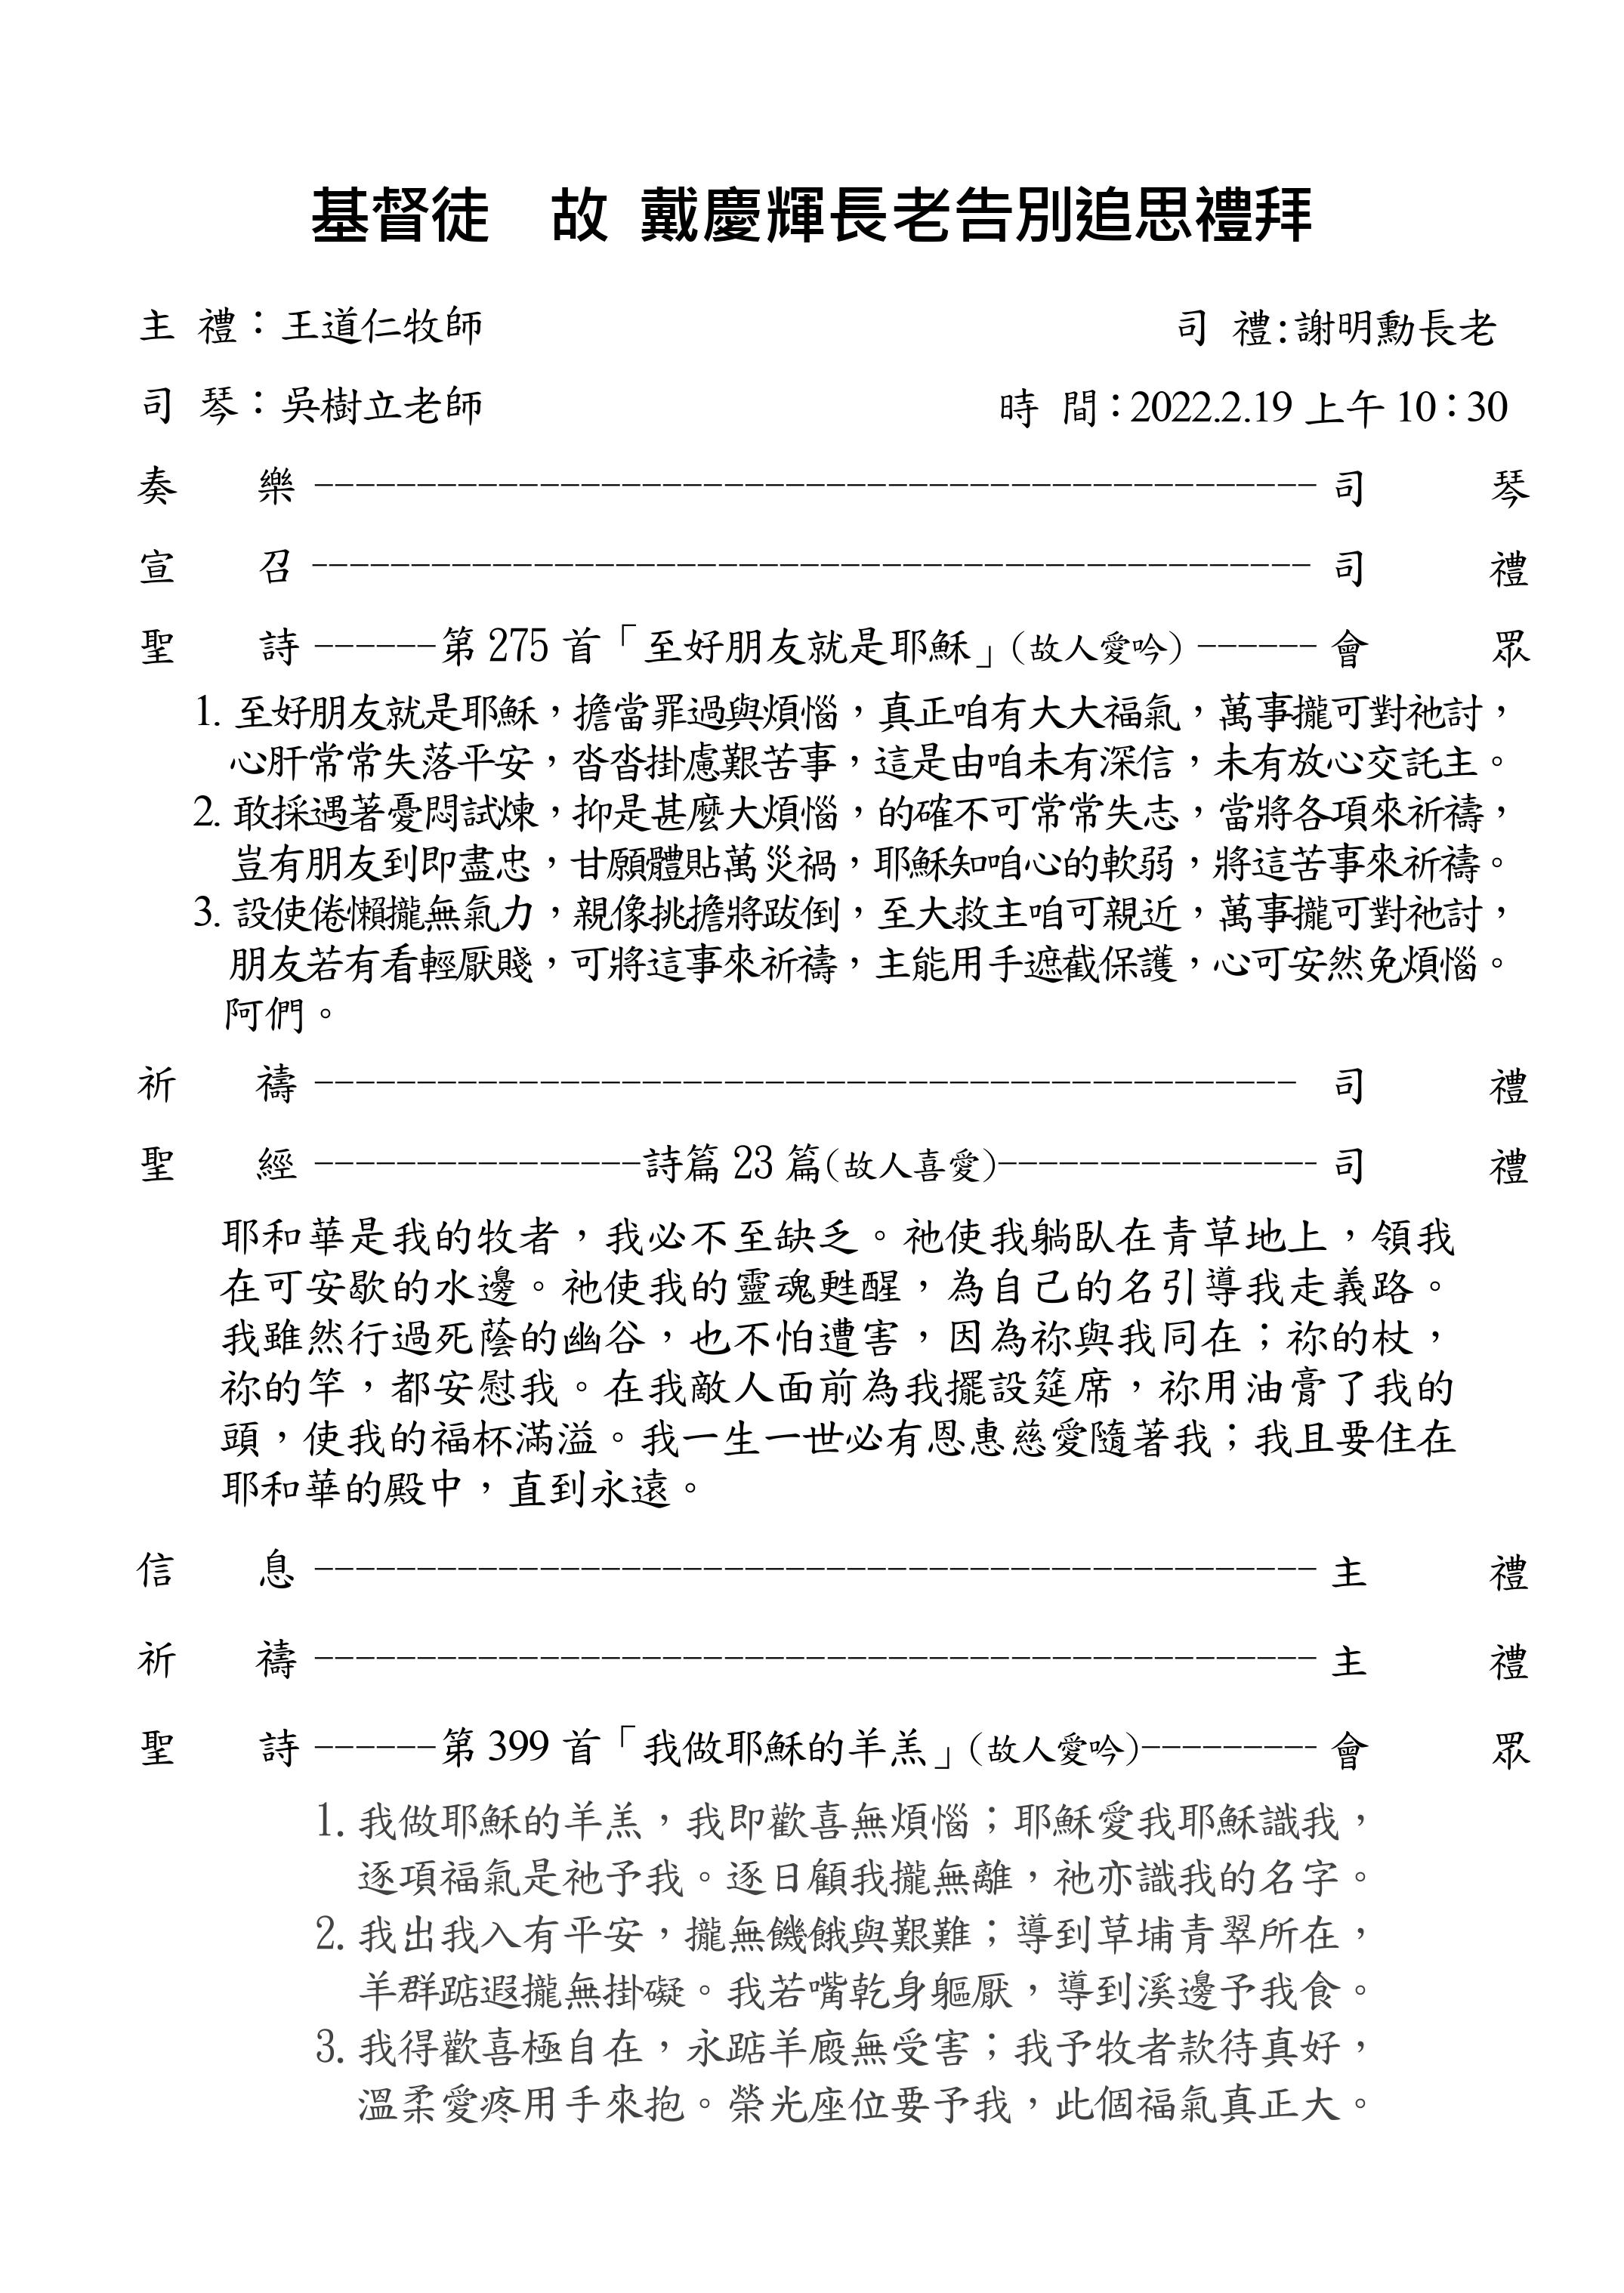 基督徒　故 戴慶輝長老告別追思禮拜
主 禮：王道仁牧師　司 禮:謝明勳長老
司 琴：吳樹立老師　時 間：2022.2.19 上午 10：30
奏　樂 ------------------------------------------------ 司　琴
宣　召 ------------------------------------------------ 司　禮
聖　詩 ------第 275 首「至好朋友就是耶穌」(故人愛吟) ------ 會　眾
1. 至好朋友就是耶穌，擔當罪過與煩惱，真正咱有大大福氣，萬事攏可對祂討，
心肝常常失落平安，沓沓掛慮艱苦事，這是由咱未有深信，未有放心交託主。
2. 敢採遇著憂悶試煉，抑是甚麼大煩惱，的確不可常常失志，當將各項來祈禱，
豈有朋友到即盡忠，甘願體貼萬災禍，耶穌知咱心的軟弱，將這苦事來祈禱。
3. 設使倦懶攏無氣力，親像挑擔將跋倒，至大救主咱可親近，萬事攏可對祂討，
朋友若有看輕厭賤，可將這事來祈禱，主能用手遮截保護，心可安然免煩惱。
阿們。
祈　禱 ------------------------------------------------ 司　禮
聖　經 ----------------詩篇 23 篇(故人喜愛)---------------- 司　禮
耶和華是我的牧者，我必不至缺乏。祂使我躺臥在青草地上，領我
在可安歇的水邊。祂使我的靈魂甦醒，為自己的名引導我走義路。
我雖然行過死蔭的幽谷，也不怕遭害，因為祢與我同在；祢的杖，
祢的竿，都安慰我。在我敵人面前為我擺設筵席，祢用油膏了我的
頭，使我的福杯滿溢。我一生一世必有恩惠慈愛隨著我；我且要住在
耶和華的殿中，直到永遠。
信　息 ------------------------------------------------ 主　禮
祈　禱 ------------------------------------------------ 主　禮
聖　詩 ------第 399 首「我做耶穌的羊羔」(故人愛吟)--------- 會　眾
1. 我做耶穌的羊羔，我即歡喜無煩惱；耶穌愛我耶穌識我，
逐項福氣是祂予我。逐日顧我攏無離，祂亦識我的名字。
2. 我出我入有平安，攏無饑餓與艱難；導到草埔青翠所在，
羊群踮遐攏無掛礙。我若嘴乾身軀厭，導到溪邊予我食。
3. 我得歡喜極自在，永踮羊廄無受害；我予牧者款待真好，
溫柔愛疼用手來抱。榮光座位要予我，此個福氣真正大。